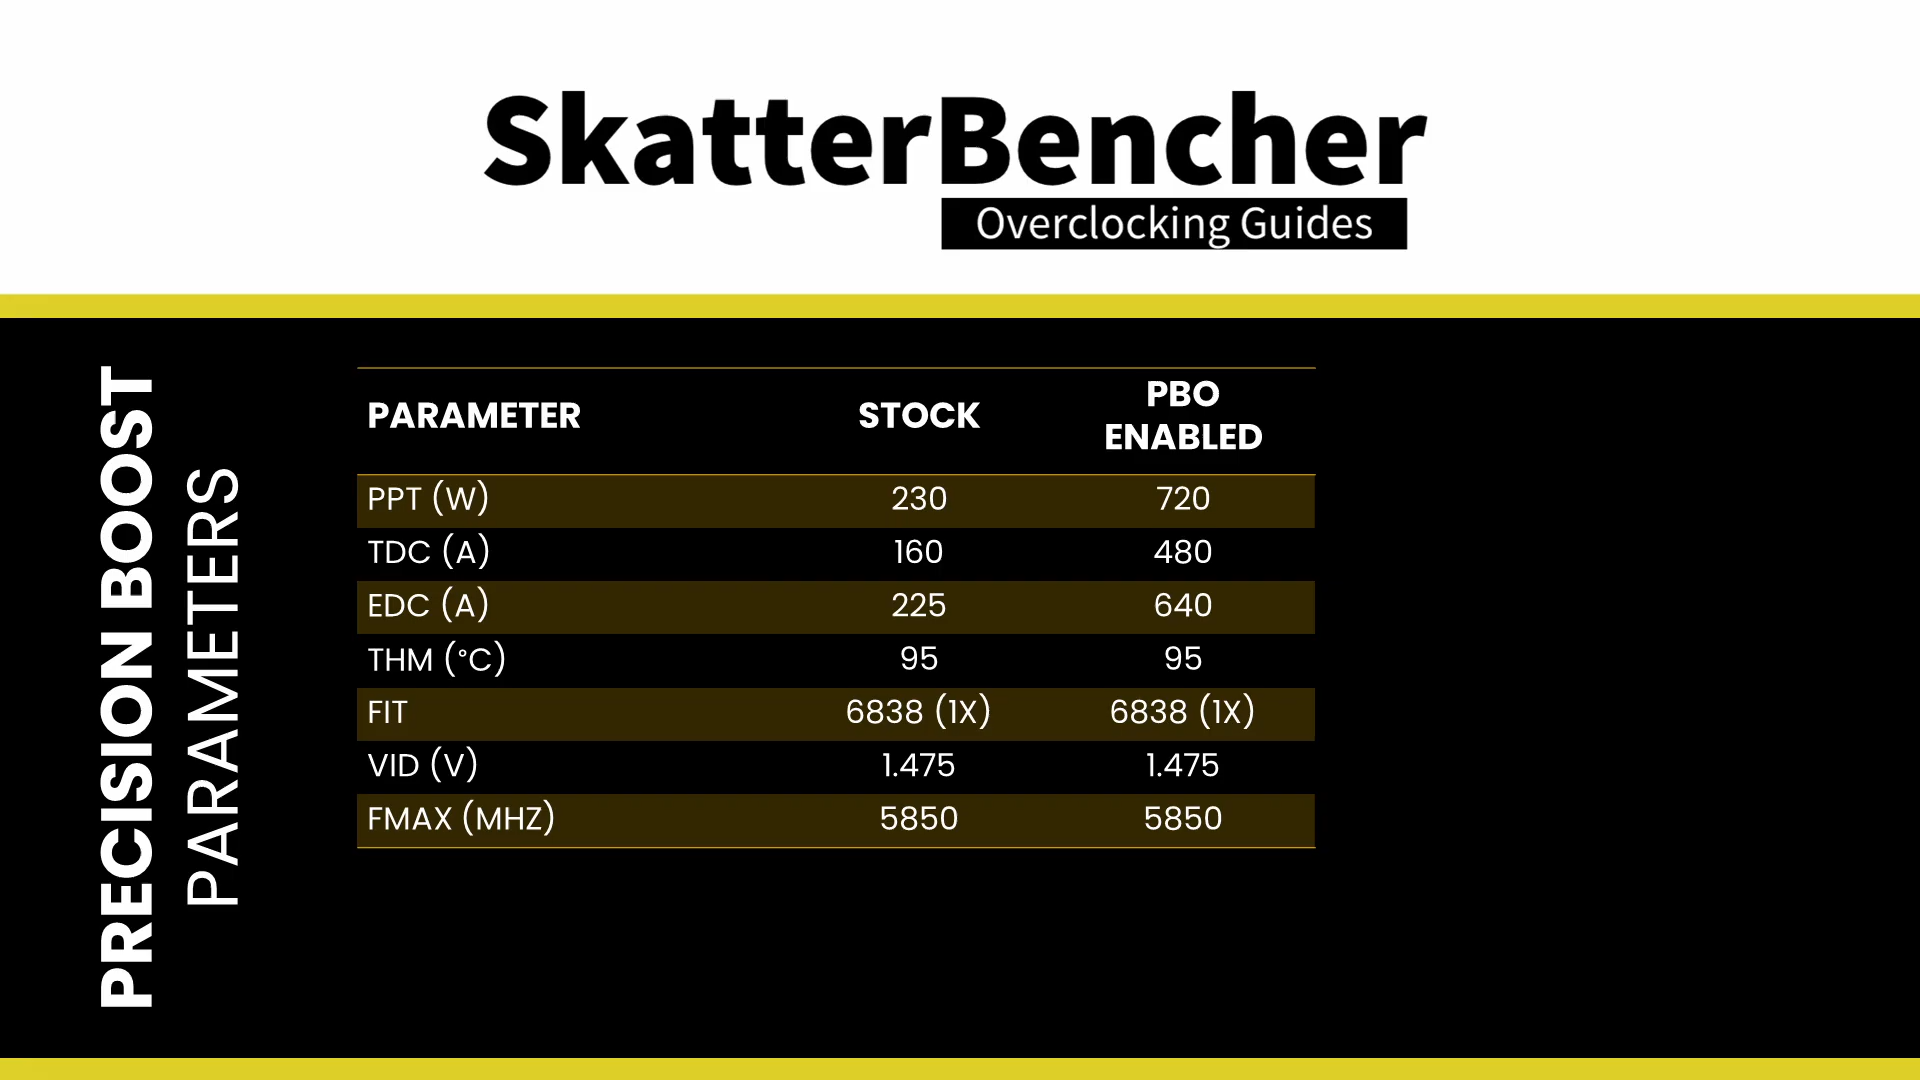 SkatterBencher
Overclocking Guides
PRECISION BOOST
PARAMETERS
PARAMETER STOCK PBO ENABLED
PPT (W) 230 720
TDC (A) 160 480
EDC (A) 225 640
THM (°C) 95 95
FIT 6838 (1X) 6838 (1X)
VID (V) 1.475 1.475
FMAX (MHZ) 5850 5850